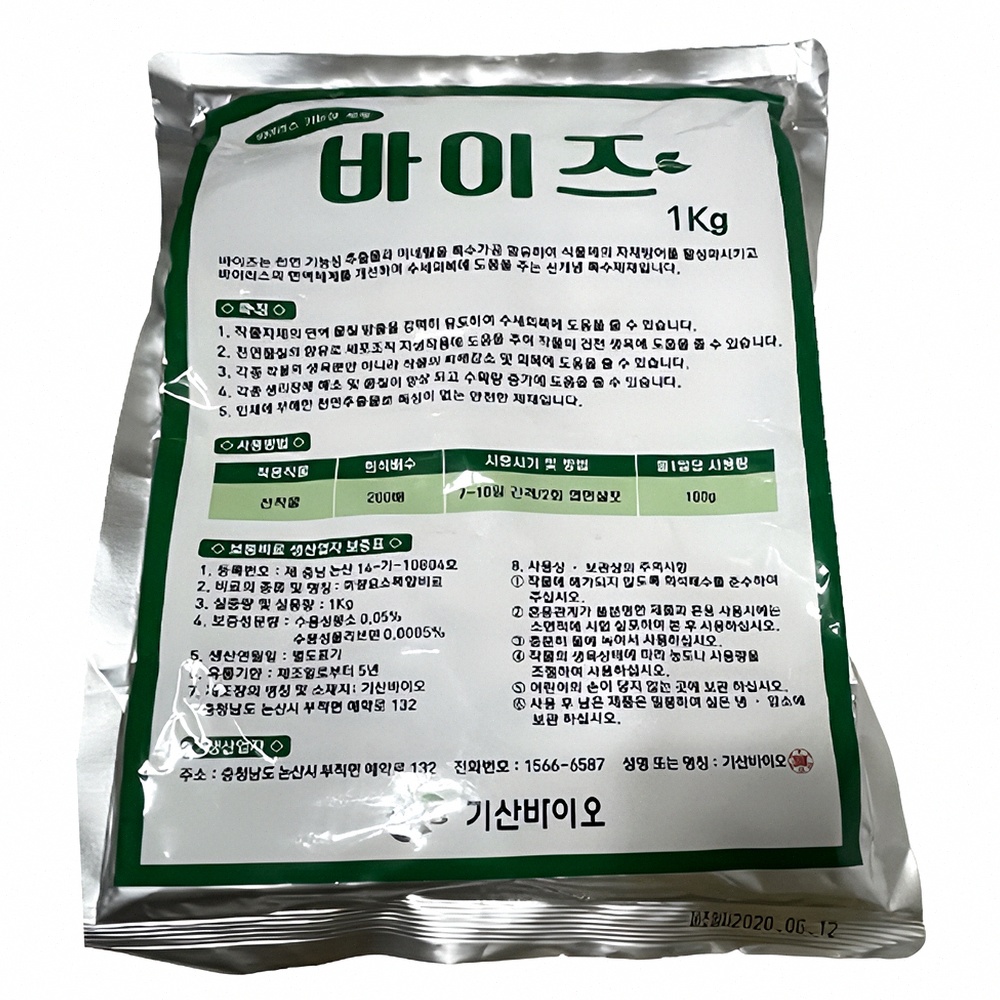 바이즈
1Kg
바이즈는 천연 기능성 추출물과 미네랄을 특수가공 함유하여 식물체의 자체방어를 활성화시키고
바이러스의 면역체계를 개선하여 수세회복에 도움을 주는 신개념 특수제재입니다.
◇ 특징 ◇
1. 작물자체의 면역 물질 방출을 강력히 유도하여 수세회복에 도움을 줄 수 있습니다.
2. 천연물질의 함유로 세포조직 재생작용에 도움을 주어 작물의 건전 생육에 도움을 줄 수 있습니다.
3. 각종 작물의 생육뿐만 아니라 작물의 피해감소 및 회복에 도움을 줄 수 있습니다.
4. 각종 생리장해 해소 및 품질이 향상 되고 수확량 증가에 도움을 줄 수 있습니다.
5. 인체에 무해한 천연추출물로 독성이 없는 안전한 제재입니다.
◇ 사용방법 ◇
적용식물 희석배수 사용시기 및 방법 사용량
전작물 200배 7-10일 간격/2회 엽면살포 100g
◇ 보통비료 생산업자 보증표 ◇
1. 등록번호 : 제 충남논산 14-가-10804호
2. 비료의 종류 및 명칭 : 미량요소복합비료
3. 실중량 및 실용량 : 1Kg
4. 보증성분량 : 수용성붕소 0.05%
수용성몰리브덴 0.0005%
5. 생산연월일 : 별도표기
6. 유통기한 : 제조일로부터 5년
7. 제조장의 명칭 및 소재지: 기산바이오
충청남도 논산시 부적면 예학로 132
8. 사용상 · 보관상의 주의사항
① 작물에 해가되지 않도록 희석배수를 준수하여
주십시오.
② 혼용관계가 불분명한 제품과 혼용 사용시에는
소면적에 시험 살포하여 본 후 사용하십시오.
③ 충분히 물에 녹여서 사용하십시오.
④ 작물의 생육상태에 따라 농도나 사용량을
조절하여 사용하십시오.
⑤ 어린이의 손이 닿지 않는 곳에 보관 하십시오.
⑥ 사용 후 남은 제품은 밀봉하여 실온 냉 · 암소에
보관 하십시오.
◇ 생산업자 ◇
주소 : 충청남도 논산시 부적면 예학로 132 전화번호 : 1566-6587 성명 또는 명칭 : 기산바이오
기산바이오
2020.06.12